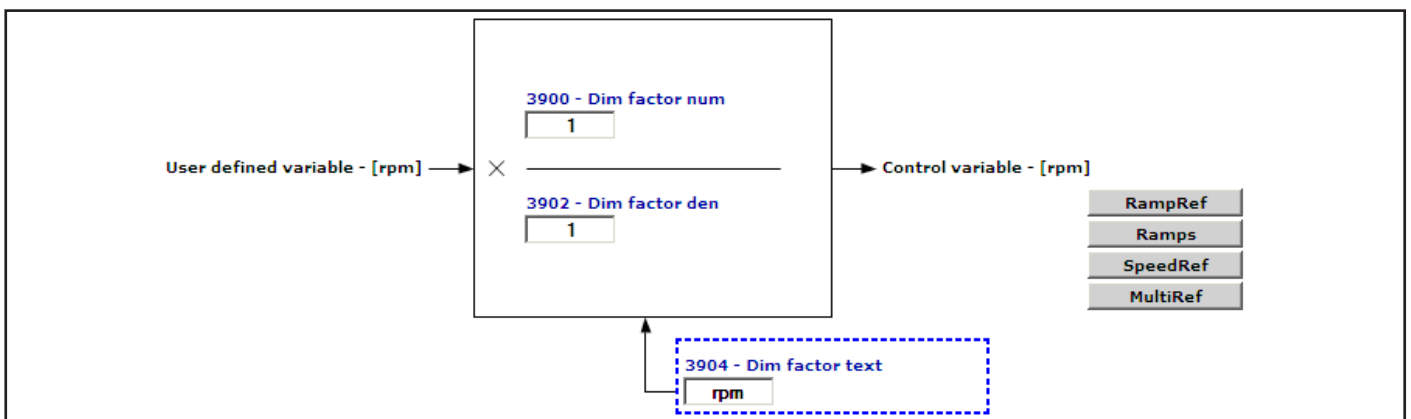 3900 - Dim factor num
1
User defined variable - [rpm]
×
Control variable - [rpm]
3902 - Dim factor den
1
RampRef
Ramps
SpeedRef
MultiRef
3904 - Dim factor text
rpm